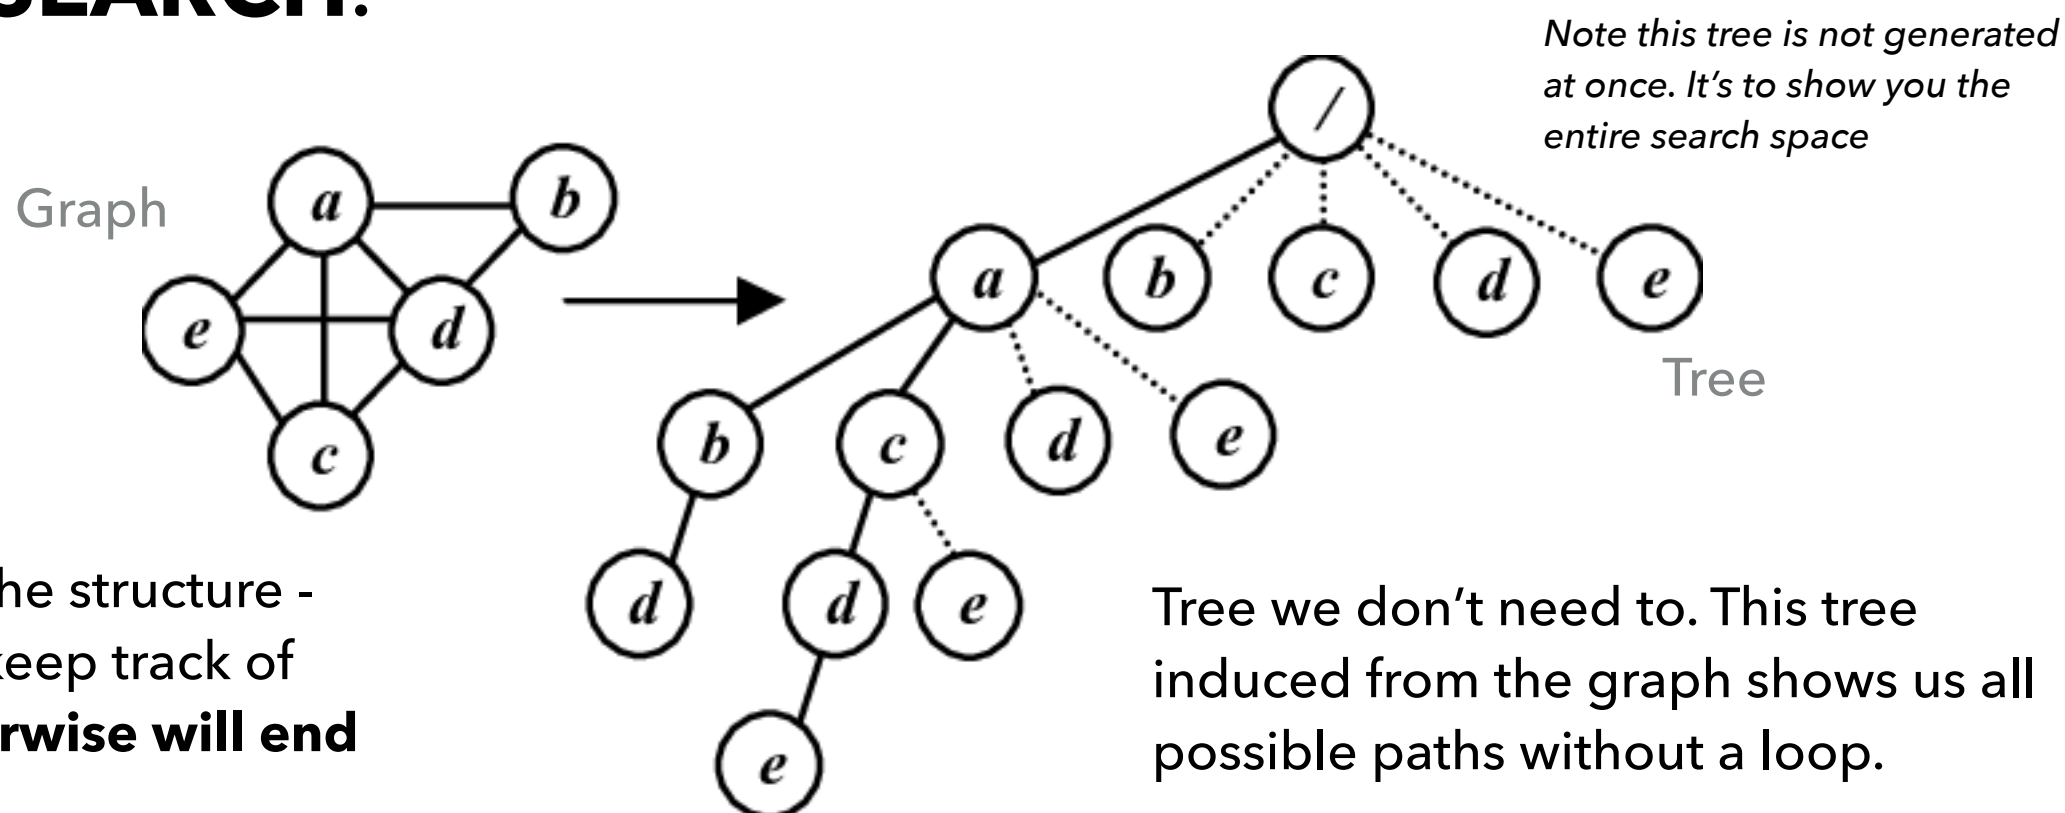 SEARCH.
Note this tree is not generated
at once. It's to show you the
entire search space
Graph
a
b
e
d
c
/
a
b
c
d
e
Tree
b
c
d
e
d
d
e
e
he structure -
keep track of
rwise will end
Tree we don't need to. This tree
induced from the graph shows us all
possible paths without a loop.